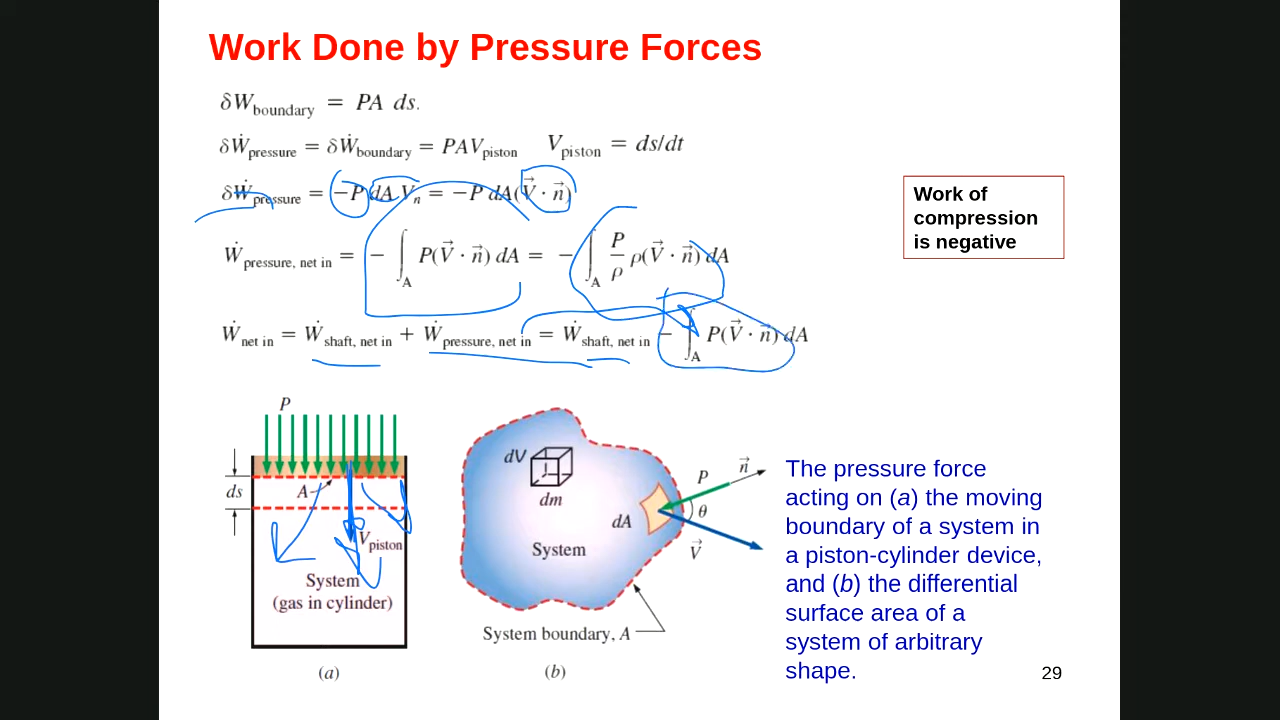 Work Done by Pressure Forces
δW_boundary = PA ds.
δẆ_pressure = δẆ_boundary = PAV_piston V_piston = ds/dt
δẆ_pressure = −P dA V_n = −P dA(V⃗ · n⃗)
Work of
compression
is negative
Ẇ_pressure, net in = − ∫_A P(V⃗ · n⃗) dA = − ∫_A P/ρ ρ(V⃗ · n⃗) dA
Ẇ_net in = Ẇ_shaft, net in + Ẇ_pressure, net in = Ẇ_shaft, net in − ∫_A P(V⃗ · n⃗) dA
P
ds
A
V_piston
System
(gas in cylinder)
(a)
dV
dm
dA
System
P
n⃗
θ
V⃗
System boundary, A
(b)
The pressure force
acting on (a) the moving
boundary of a system in
a piston-cylinder device,
and (b) the differential
surface area of a
system of arbitrary
shape.
29